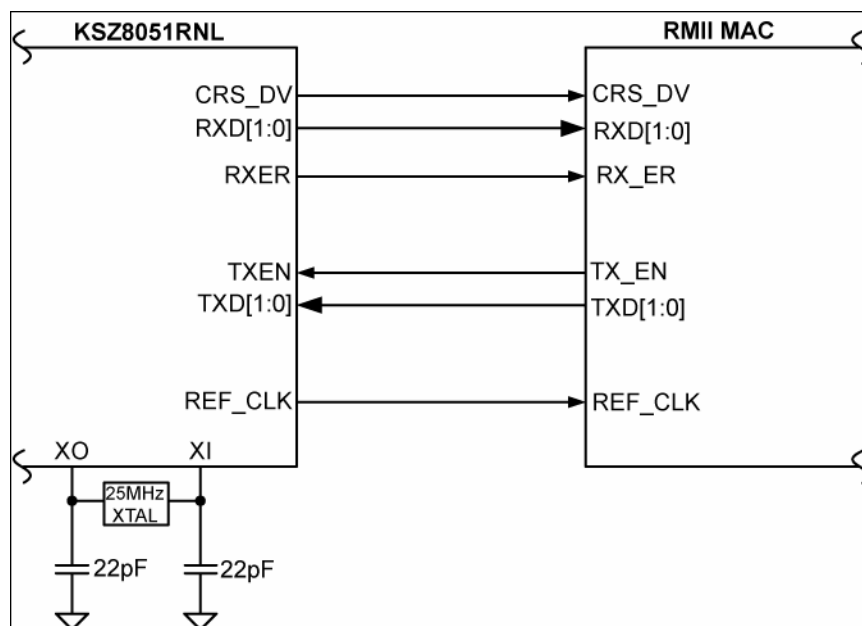 KSZ8051RNL
RMII MAC
CRS_DV
CRS_DV
RXD[1:0]
RXD[1:0]
RXER
RX_ER
TXEN
TX_EN
TXD[1:0]
TXD[1:0]
REF_CLK
REF_CLK
XO
XI
25MHz
XTAL
22pF
22pF